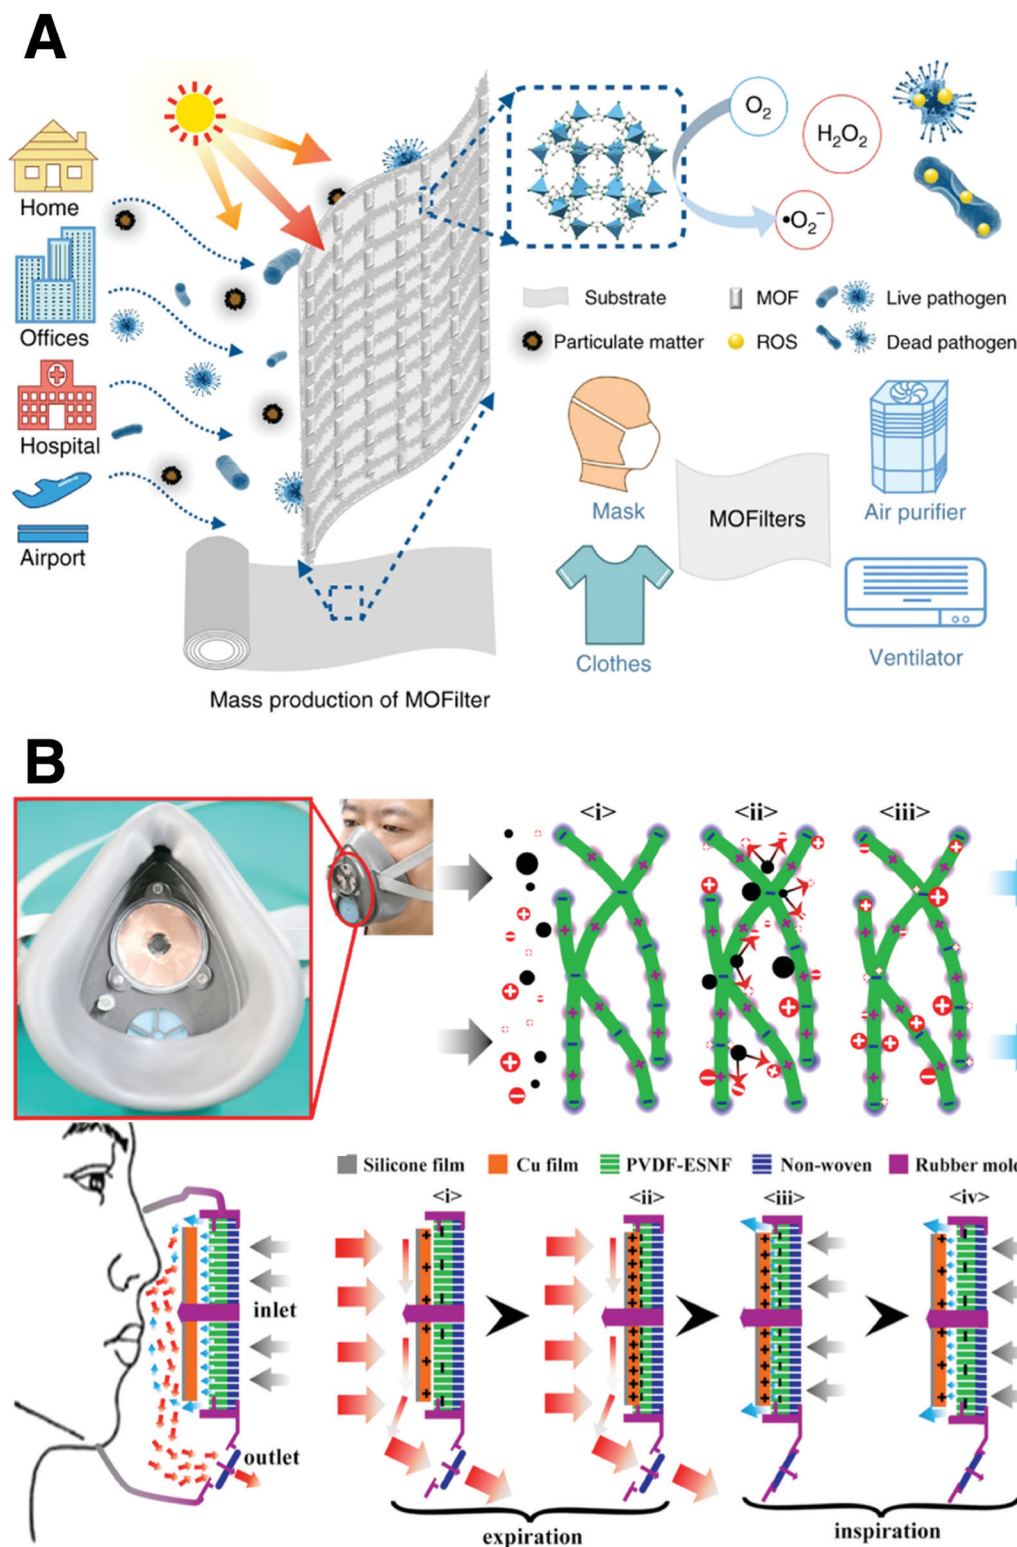 A
Home
Offices
Hospital
Airport
O₂
H₂O₂
•O₂⁻
Substrate
MOF
Live pathogen
Particulate matter
ROS
Dead pathogen
Mask
MOFilters
Air purifier
Clothes
Ventilator
Mass production of MOFilter
B
<i>
<ii>
<iii>
Silicone film
Cu film
PVDF-ESNF
Non-woven
Rubber mold
<i>
<ii>
<iii>
<iv>
inlet
outlet
expiration
inspiration